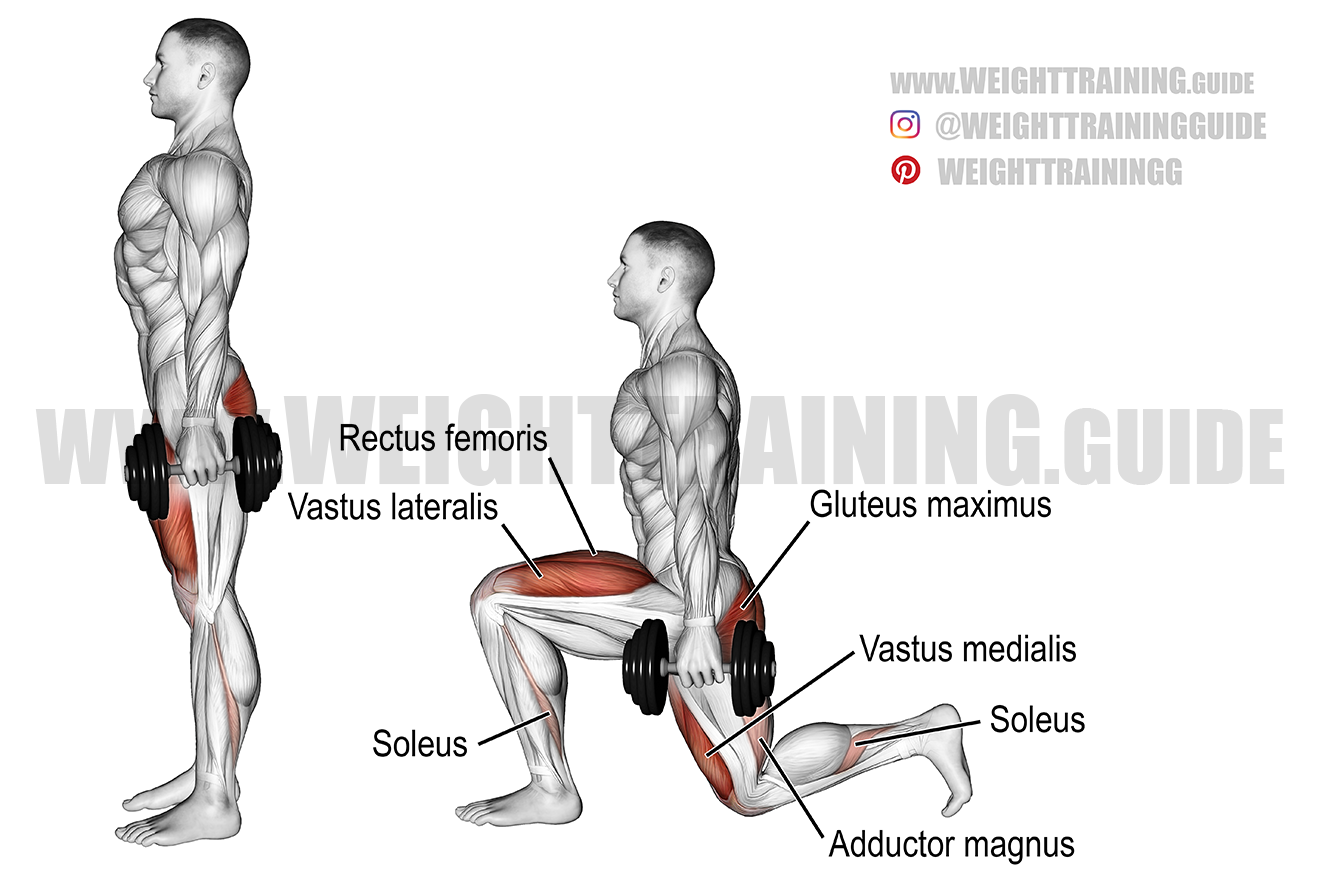 www.WEIGHTTRAINING.GUIDE
@WEIGHTTRAININGGUIDE
WEIGHTTRAININGG
www.WEIGHTTRAINING.GUIDE
Rectus femoris
Vastus lateralis
Gluteus maximus
Vastus medialis
Soleus
Soleus
Adductor magnus